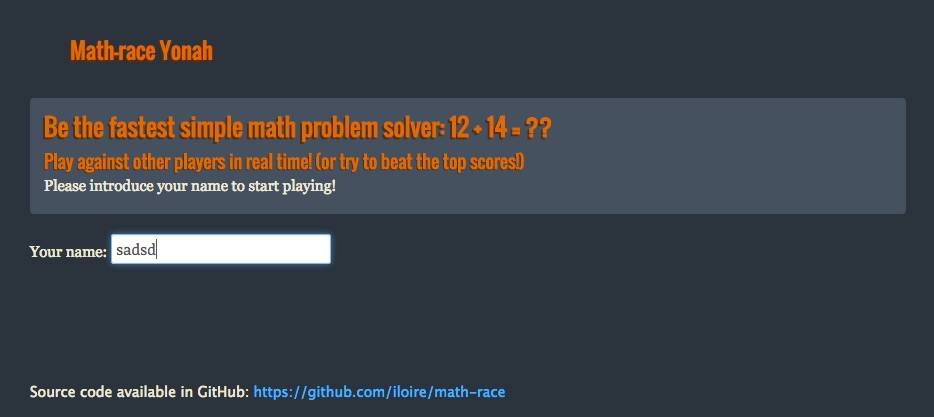 Math-race Yonah
Be the fastest simple math problem solver: 12 + 14 = ??
Play against other players in real time! (or try to beat the top scores!)
Please introduce your name to start playing!
Your name: sadsd
Source code available in GitHub: https://github.com/iloire/math-race